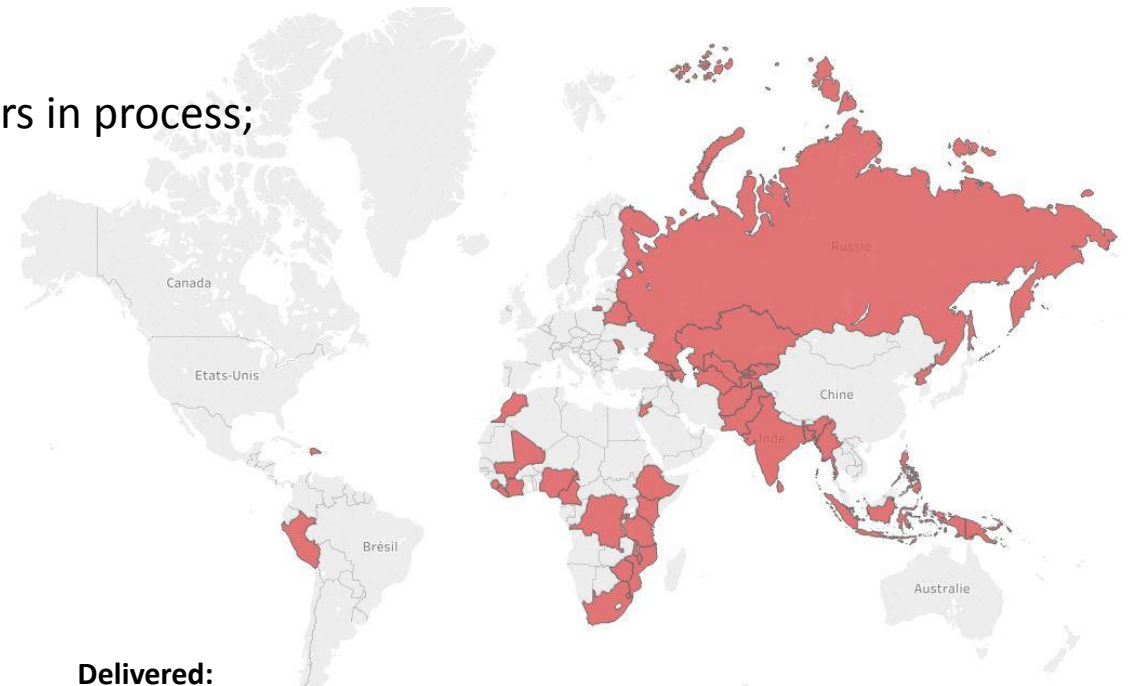 rs in process;
Canada
Russie
Etats-Unis
Chine
Inde
Brésil
Australie
Delivered: